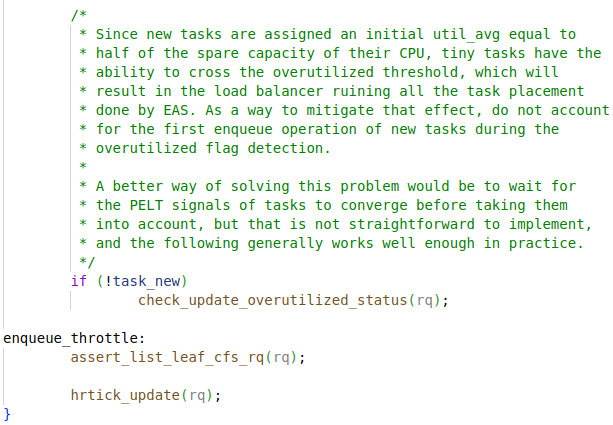 /*
 * Since new tasks are assigned an initial util_avg equal to
 * half of the spare capacity of their CPU, tiny tasks have the
 * ability to cross the overutilized threshold, which will
 * result in the load balancer ruining all the task placement
 * done by EAS. As a way to mitigate that effect, do not account
 * for the first enqueue operation of new tasks during the
 * overutilized flag detection.
 *
 * A better way of solving this problem would be to wait for
 * the PELT signals of tasks to converge before taking them
 * into account, but that is not straightforward to implement,
 * and the following generally works well enough in practice.
 */
if (!task_new)
check_update_overutilized_status(rq);
enqueue_throttle:
assert_list_leaf_cfs_rq(rq);
hrtick_update(rq);
}